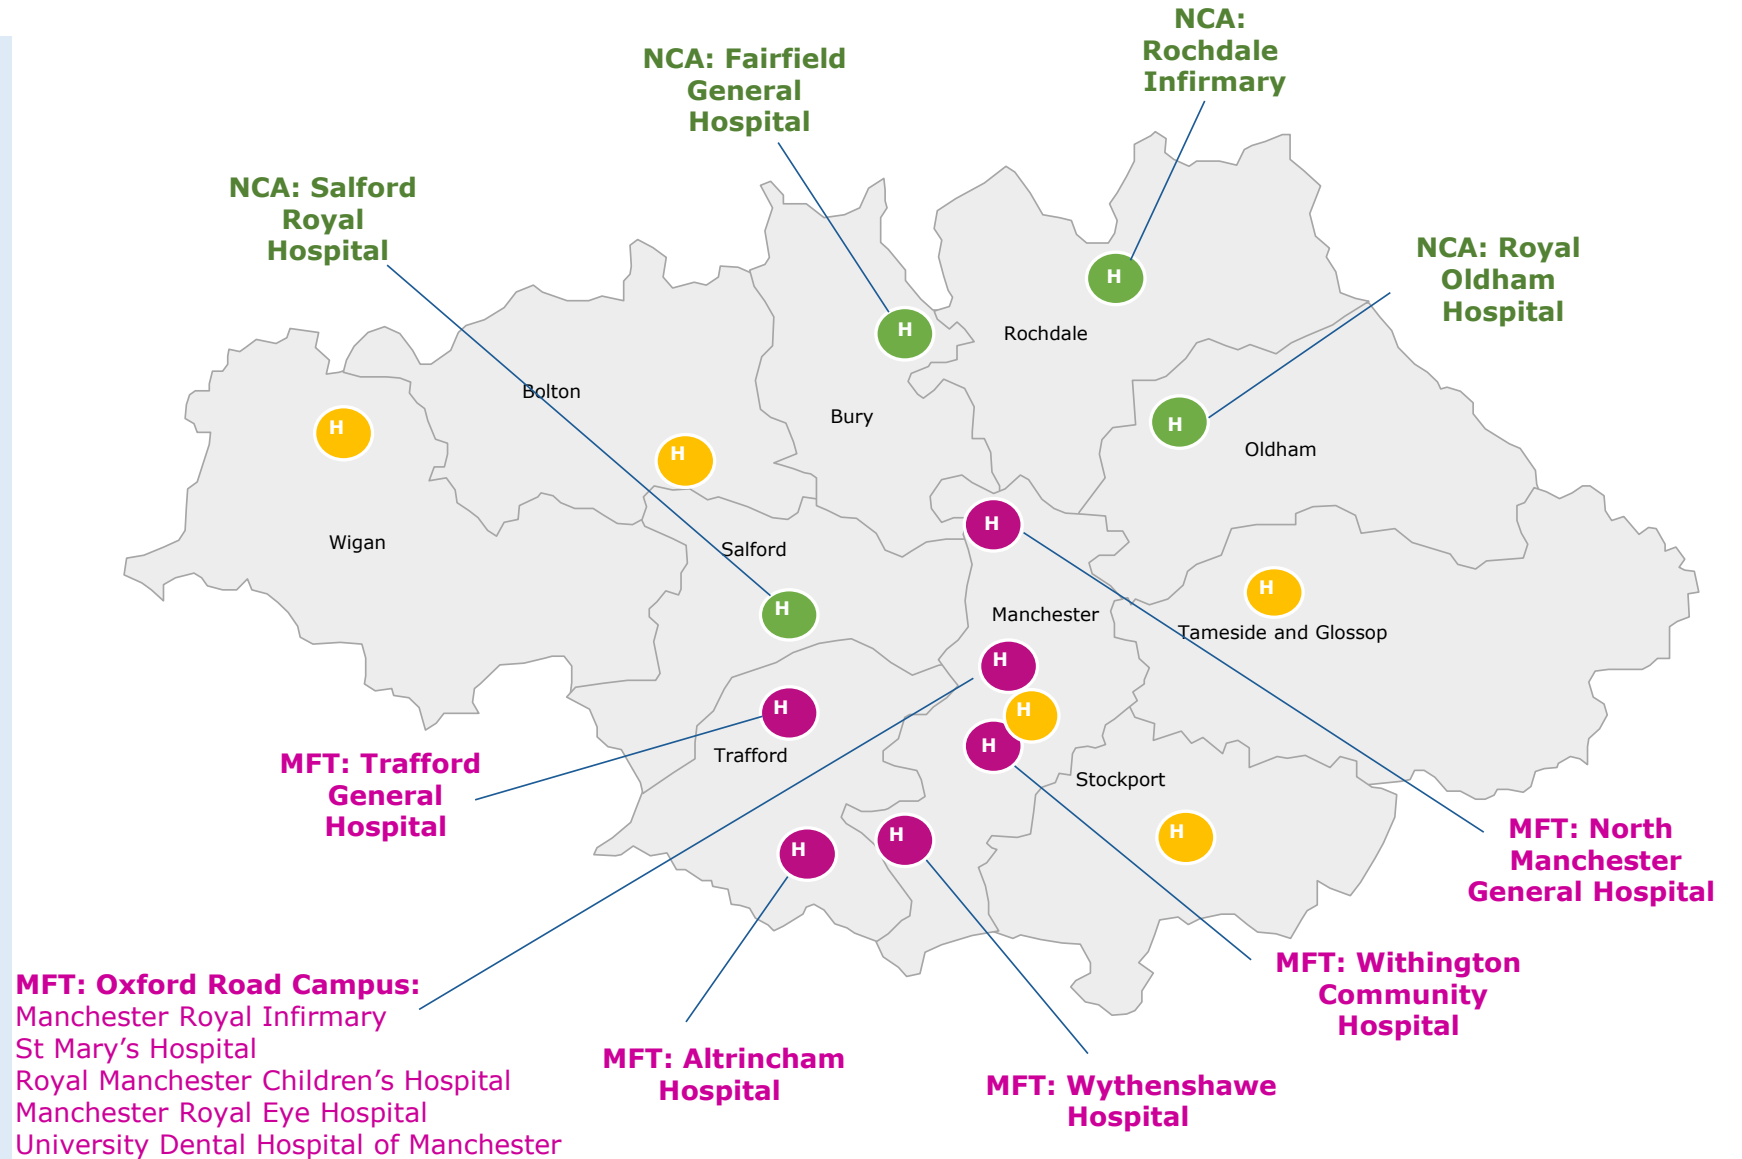 NCA:
Rochdale
Infirmary
NCA: Fairfield
General
Hospital
NCA: Salford
Royal
Hospital
NCA: Royal
Oldham
Hospital
H
H
Rochdale
Bolton
Bury
H
H
H
Oldham
H
Wigan
Salford
H
H
H
Manchester
Tameside and Glossop
H
H
H
H
Trafford
Stockport
MFT: Trafford
General
Hospital
H
H
H
MFT: North
Manchester
General Hospital
MFT: Withington
Community
Hospital
MFT: Oxford Road Campus:
Manchester Royal Infirmary
St Mary’s Hospital
Royal Manchester Children’s Hospital
Manchester Royal Eye Hospital
University Dental Hospital of Manchester
MFT: Altrincham
Hospital
MFT: Wythenshawe
Hospital